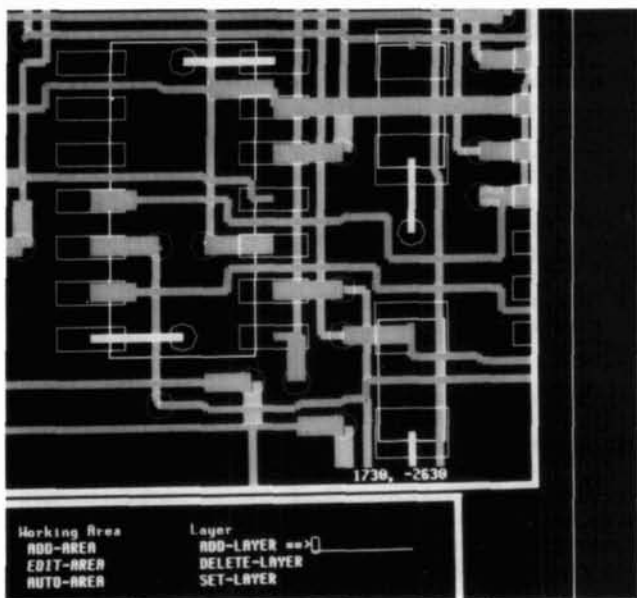 1730, -2630
Working Area Layer
ADD-AREA ADD-LAYER ==>
EDIT-AREA DELETE-LAYER
AUTO-AREA SET-LAYER